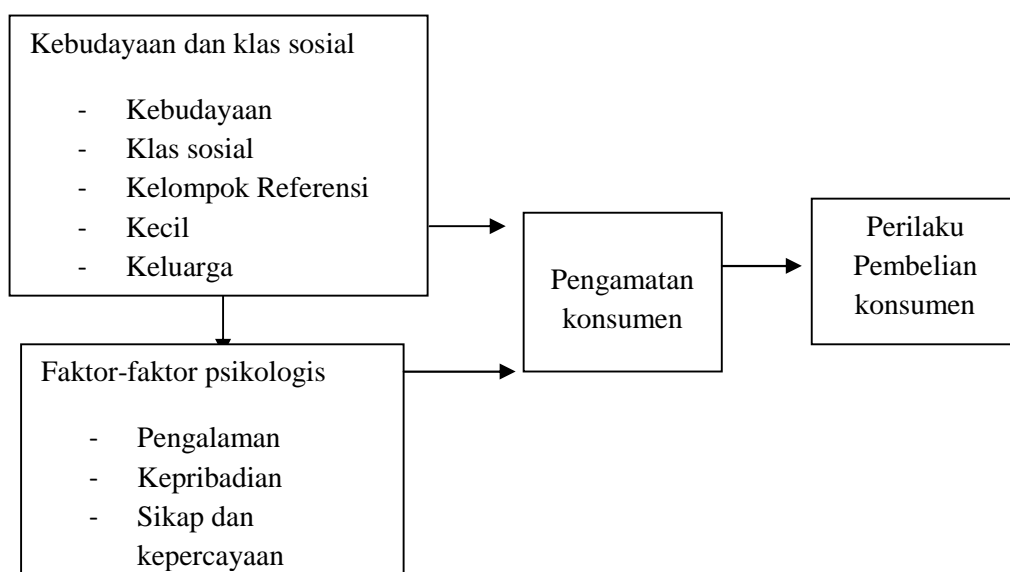 Kebudayaan dan klas sosial
- Kebudayaan
- Klas sosial
- Kelompok Referensi
- Kecil
- Keluarga
Faktor-faktor psikologis
- Pengalaman
- Kepribadian
- Sikap dan
kepercayaan
Pengamatan
konsumen
Perilaku
Pembelian
konsumen